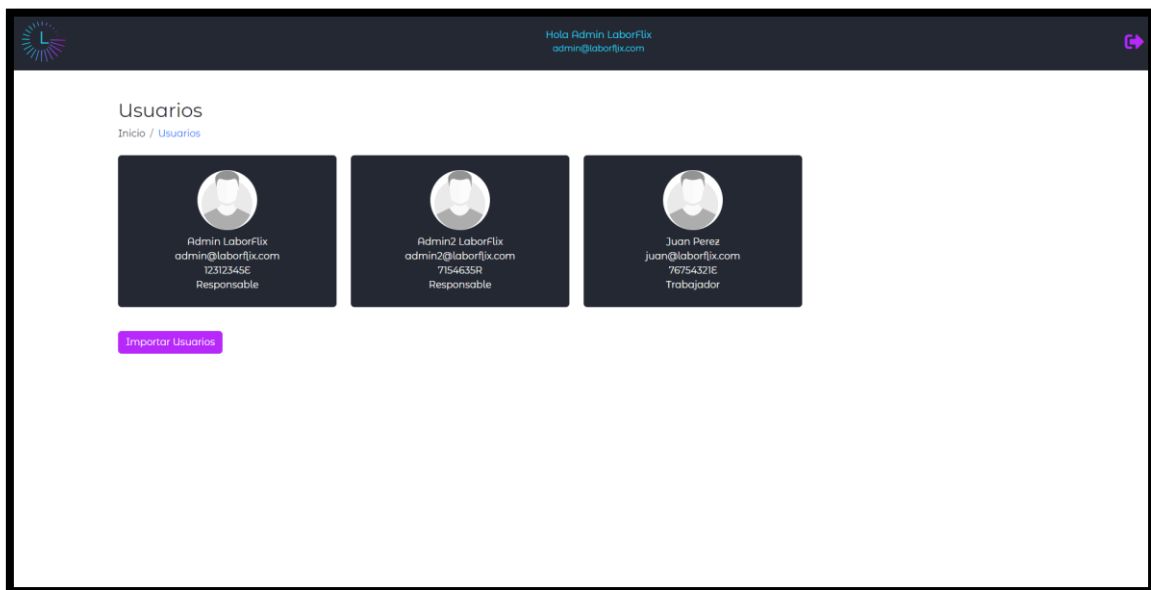 L
Hola Admin LaborFlix
admin@laborflix.com
Usuarios
Inicio / Usuarios
Admin LaborFlix
admin@laborflix.com
12312345E
Responsable
Admin2 LaborFlix
admin2@laborflix.com
7154635R
Responsable
Juan Perez
juan@laborflix.com
76754321E
Trabajador
Importar Usuarios